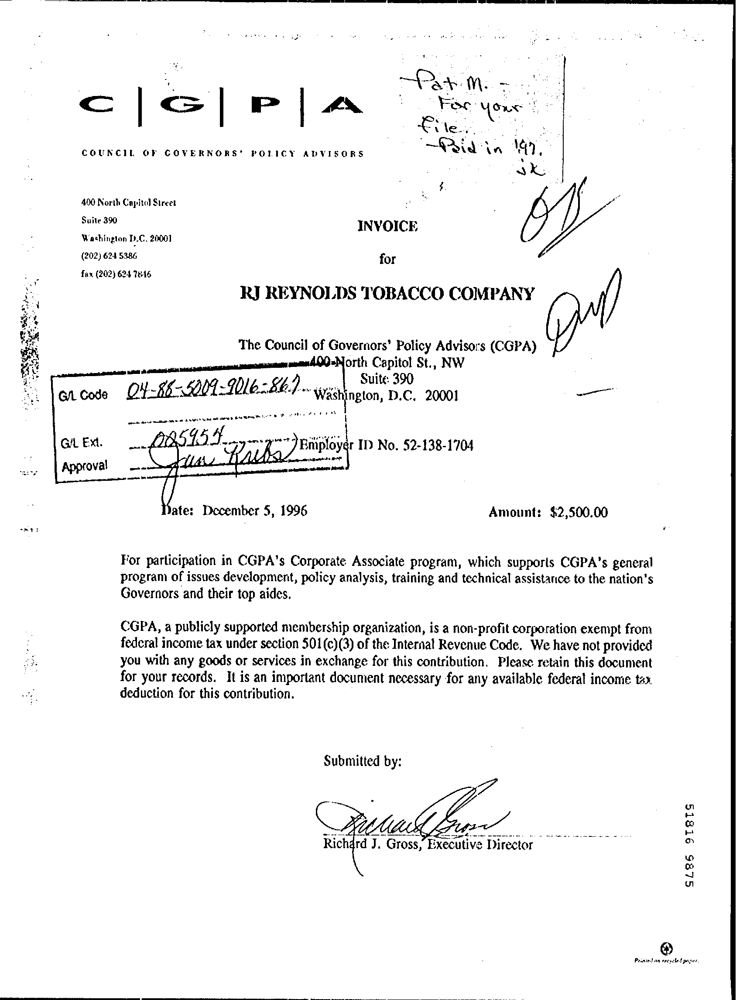 C | G | P | A
COUNCIL OF GOVERNORS' POLICY ADVISORS
Pat M. -
For your
file.
- Paid in '97.
jk
400 North Capitol Street
Suite 390
Washington D.C. 20001
(202) 624 5386
fax (202) 624 7846
INVOICE
for
RJ REYNOLDS TOBACCO COMPANY
The Council of Governors' Policy Advisors (CGPA)
400 North Capitol St., NW
Suite 390
Washington, D.C. 20001
G/L Code 04-88-5009-9016-867
G/L Ext. 005954
Approval Jan Krebs
Employer ID No. 52-138-1704
Date: December 5, 1996
Amount: $2,500.00
For participation in CGPA's Corporate Associate program, which supports CGPA's general
program of issues development, policy analysis, training and technical assistance to the nation's
Governors and their top aides.
CGPA, a publicly supported membership organization, is a non-profit corporation exempt from
federal income tax under section 501(c)(3) of the Internal Revenue Code. We have not provided
you with any goods or services in exchange for this contribution. Please retain this document
for your records. It is an important document necessary for any available federal income tax
deduction for this contribution.
Submitted by:
Richard Gross
Richard J. Gross, Executive Director
51816 9875
Printed on recycled paper.